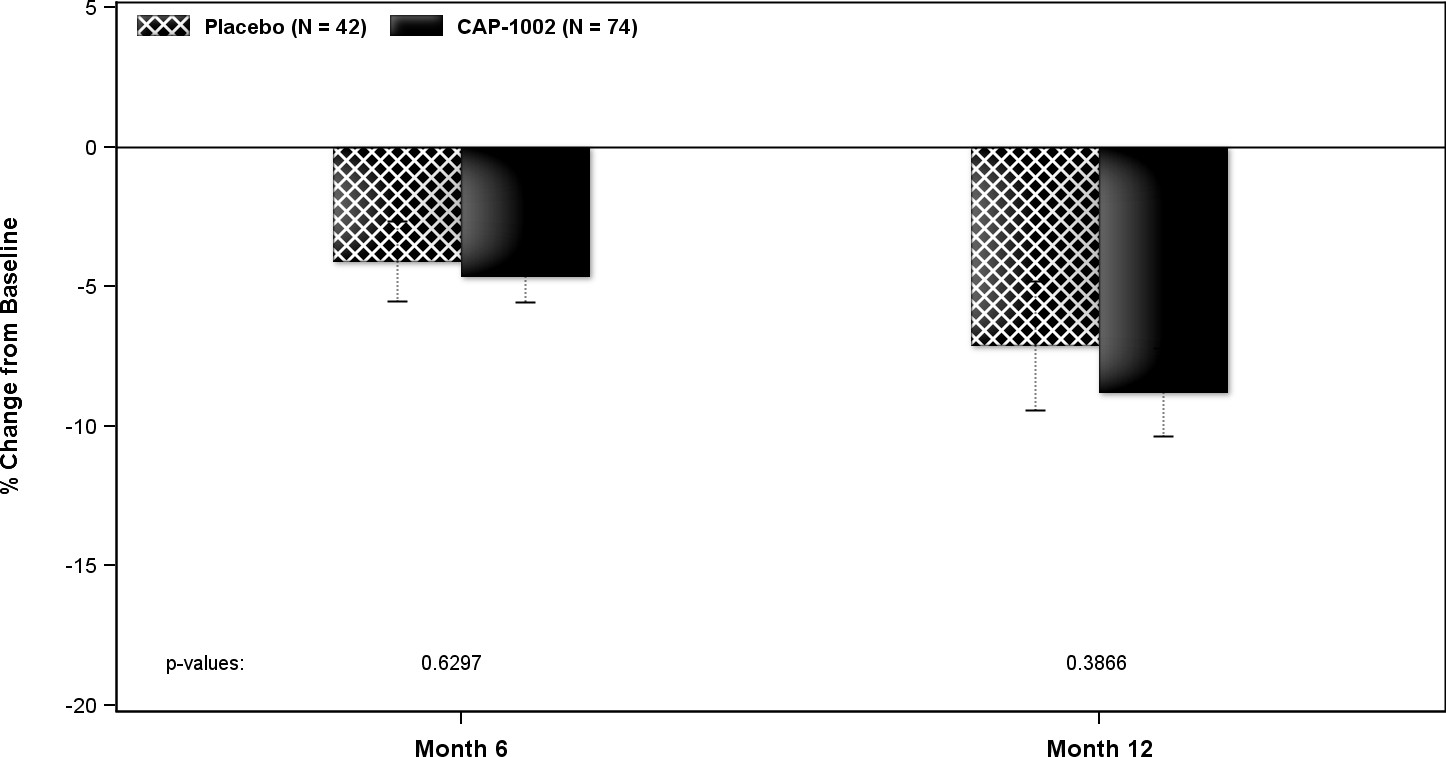 5
Placebo (N = 42) CAP-1002 (N = 74)
0
-5
-10
-15
-20
% Change from Baseline
p-values: 0.6297 0.3866
Month 6 Month 12